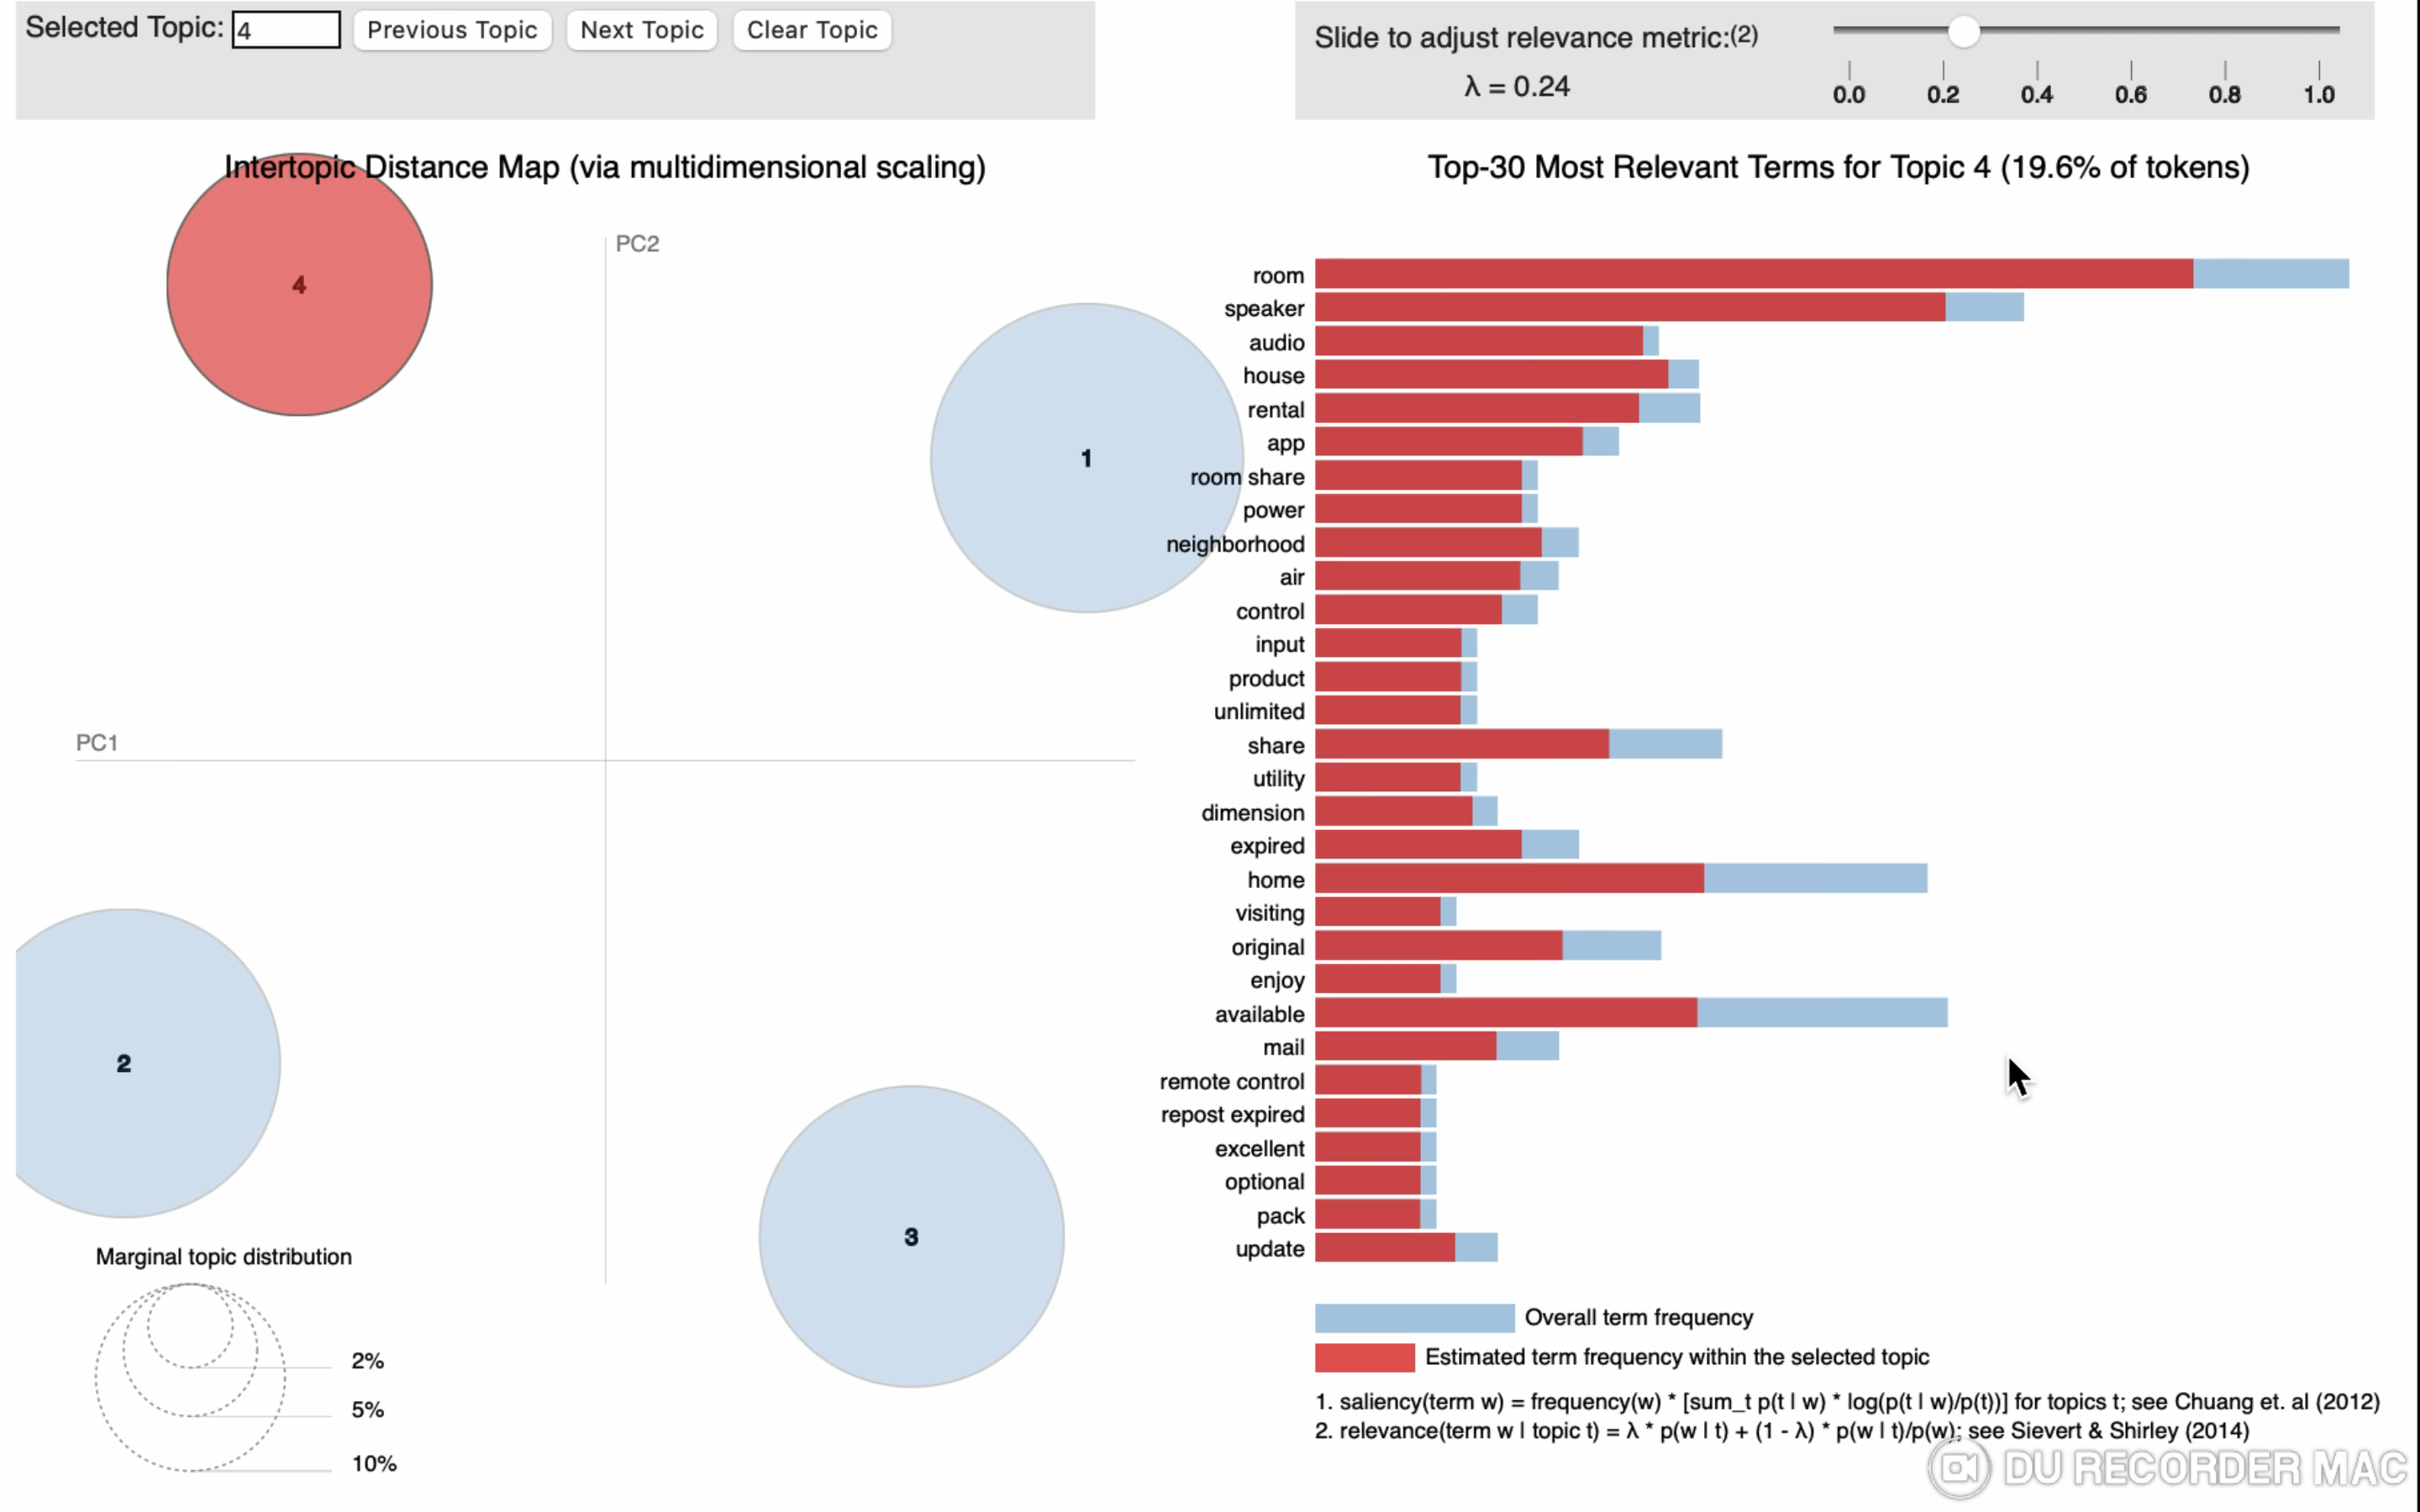 Selected Topic: 4 Previous Topic Next Topic Clear Topic
Slide to adjust relevance metric:(2)
λ = 0.24
0.0 0.2 0.4 0.6 0.8 1.0
Intertopic Distance Map (via multidimensional scaling)
PC2
PC1
4
1
2
3
Marginal topic distribution
2%
5%
10%
Top-30 Most Relevant Terms for Topic 4 (19.6% of tokens)
room
speaker
audio
house
rental
app
room share
power
neighborhood
air
control
input
product
unlimited
share
utility
dimension
expired
home
visiting
original
enjoy
available
mail
remote control
repost expired
excellent
optional
pack
update
Overall term frequency
Estimated term frequency within the selected topic
1. saliency(term w) = frequency(w) * [sum_t p(t | w) * log(p(t | w)/p(t))] for topics t; see Chuang et. al (2012)
2. relevance(term w | topic t) = λ * p(w | t) + (1 - λ) * p(w | t)/p(w); see Sievert & Shirley (2014)
DU RECORDER MAC